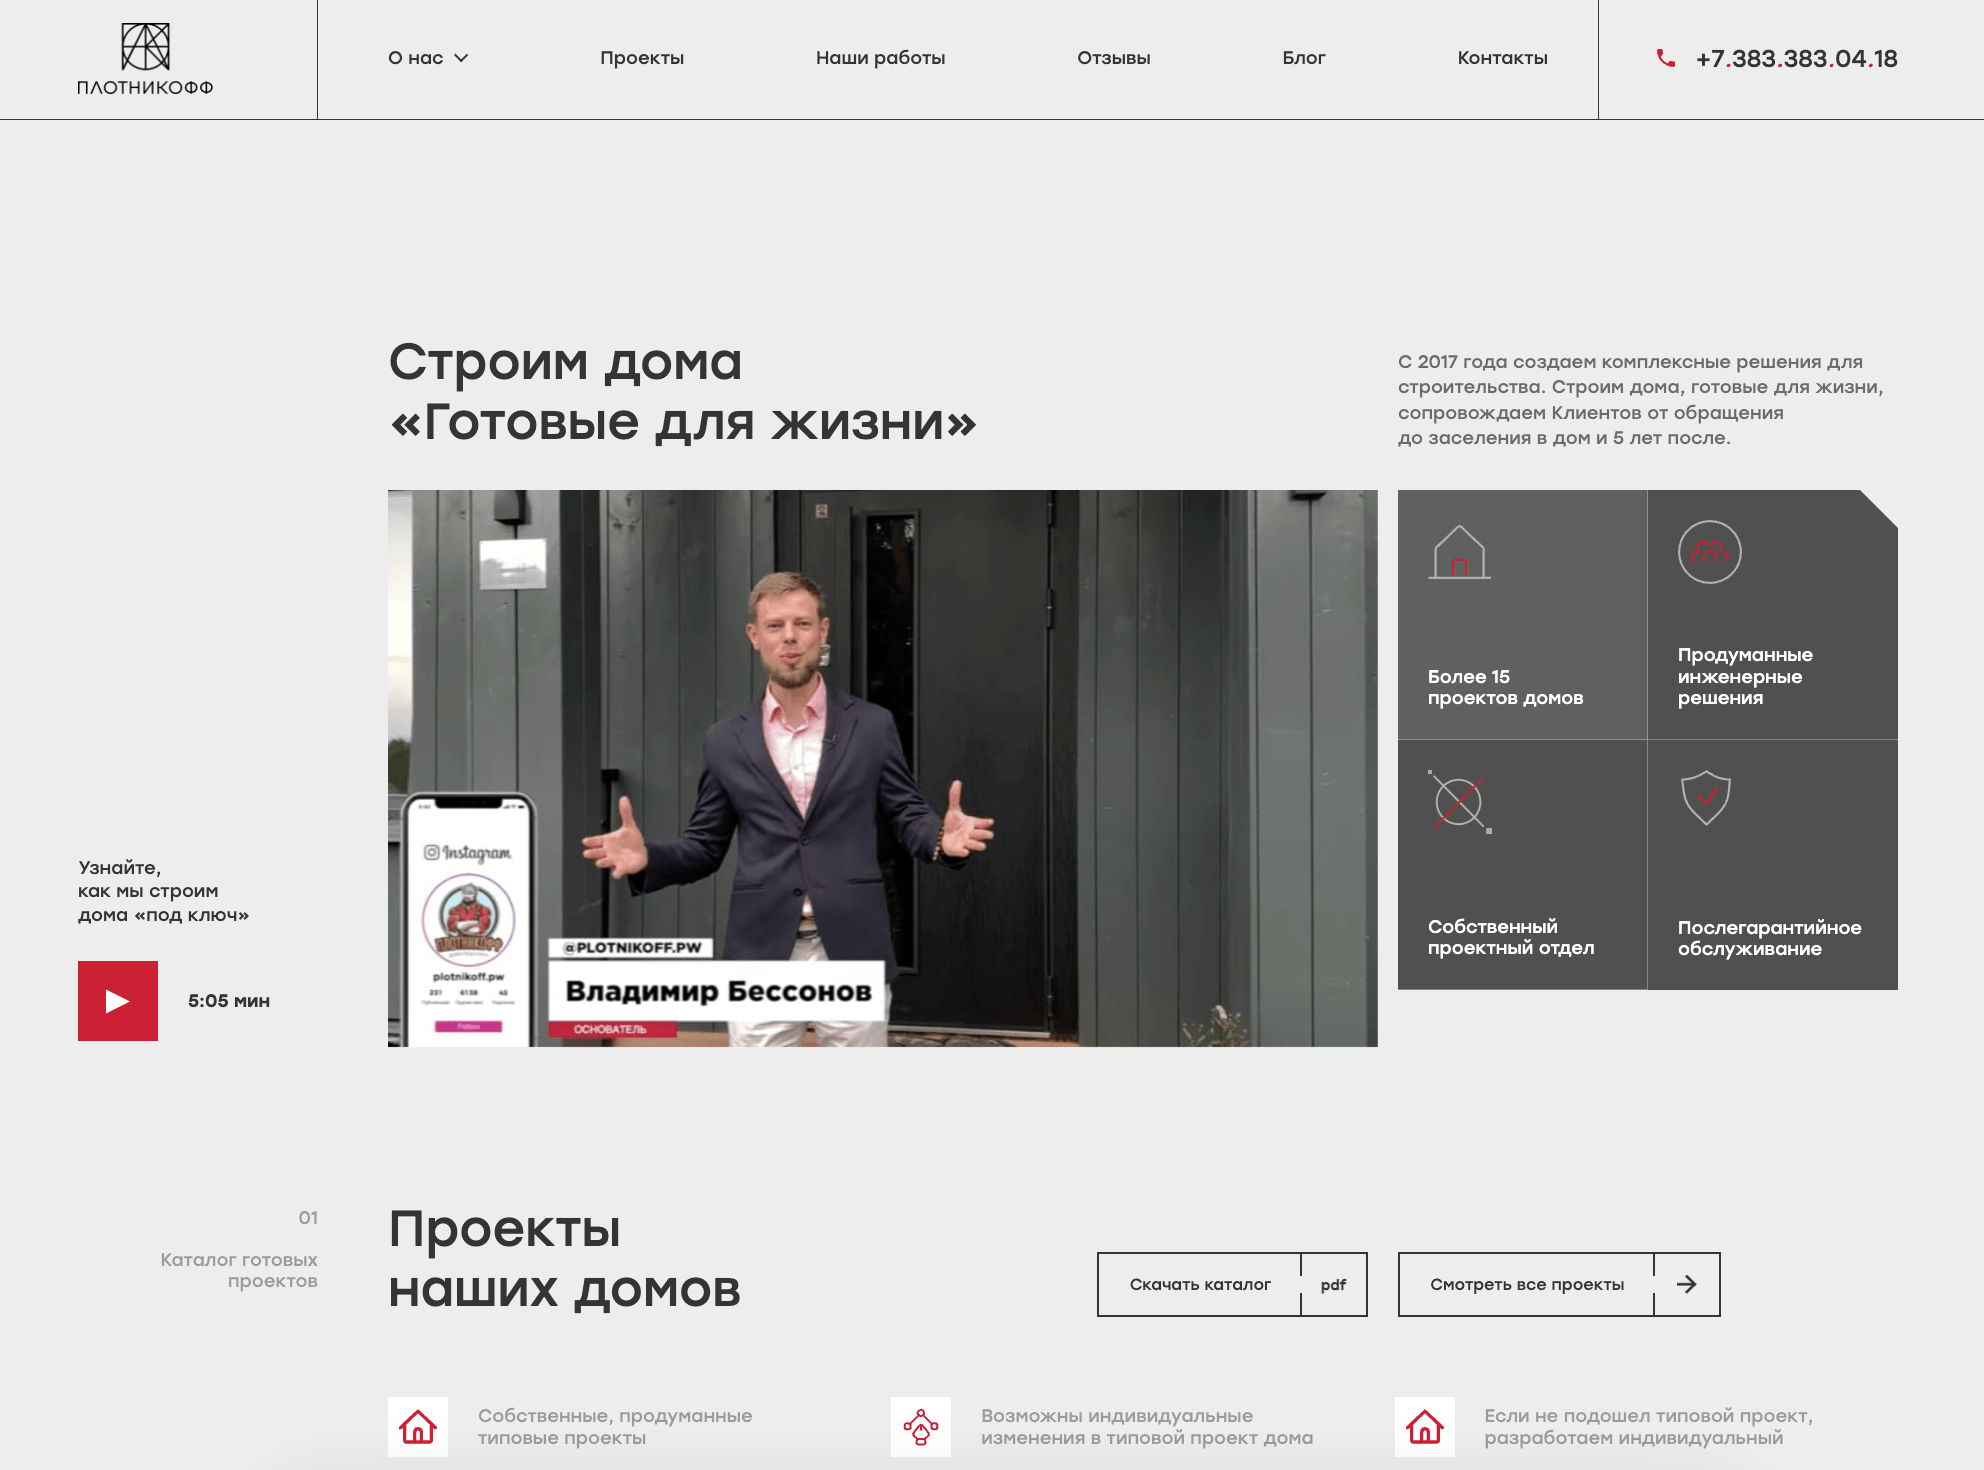 ПЛОТНИКОФФ
О нас
Проекты
Наши работы
Отзывы
Блог
Контакты
+7.383.383.04.18
Строим дома
«Готовые для жизни»
С 2017 года создаем комплексные решения для
строительства. Строим дома, готовые для жизни,
сопровождаем Клиентов от обращения
до заселения в дом и 5 лет после.
Узнайте,
как мы строим
дома «под ключ»
5:05 мин
Instagram
ПЛОТНИКОФФ
plotnikoff.pw
231
6138
45
Follow
@PLOTNIKOFF.PW
Владимир Бессонов
ОСНОВАТЕЛЬ
Более 15
проектов домов
Продуманные
инженерные
решения
Собственный
проектный отдел
Послегарантийное
обслуживание
01
Каталог готовых
проектов
Проекты
наших домов
Скачать каталог
pdf
Смотреть все проекты
Собственные, продуманные
типовые проекты
Возможны индивидуальные
изменения в типовой проект дома
Если не подошел типовой проект,
разработаем индивидуальный